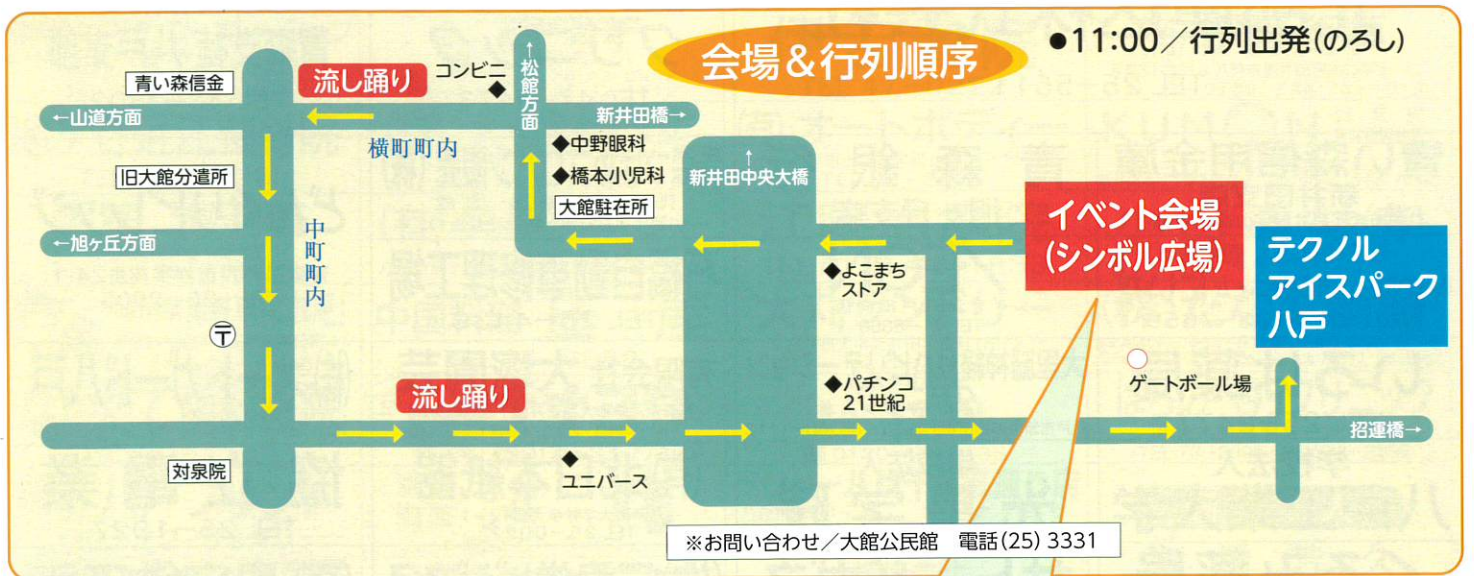 会場&行列順序
●11:00/行列出発(のろし)
青い森信金
流し踊り
コンビニ
◆
↑松館方面
←山道方面
新井田橋→
横町町内
◆中野眼科
◆橋本小児科
大館駐在所
↑
新井田中央大橋
旧大館分遣所
←旭ヶ丘方面
中町町内
イベント会場
(シンボル広場)
テクノル
アイスパーク
八戸
◆よこまち
ストア
〒
流し踊り
◆パチンコ
21世紀
ゲートボール場
招運橋→
対泉院
◆
ユニバース
※お問い合わせ/大館公民館 電話(25)3331